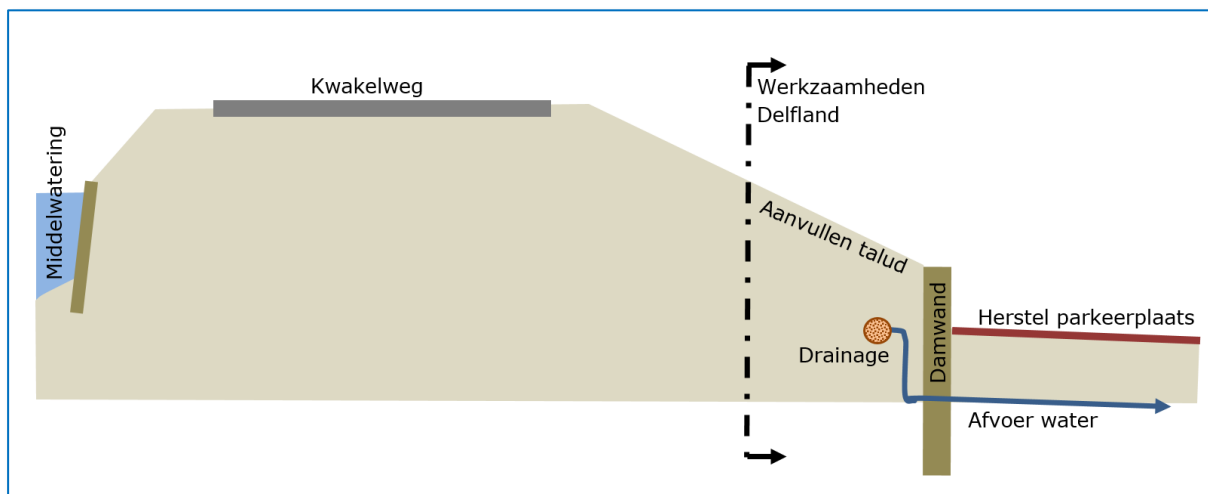 Kwakelweg
Werkzaamheden
Delfland
Middelwatering
Aanvullen talud
Damwand
Herstel parkeerplaats
Drainage
Afvoer water